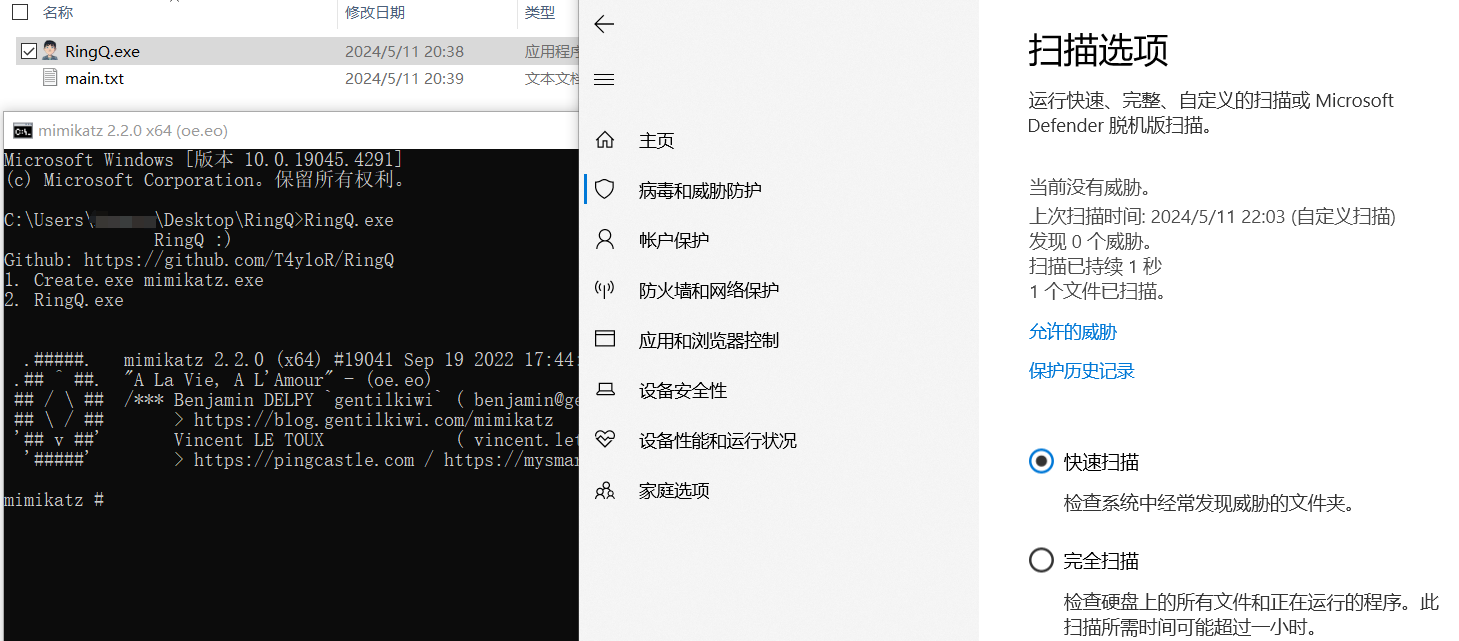 名称 修改日期 类型
RingQ.exe 2024/5/11 20:38 应用程序
main.txt 2024/5/11 20:39 文本文档
mimikatz 2.2.0 x64 (oe.eo)
Microsoft Windows [版本 10.0.19045.4291]
(c) Microsoft Corporation。保留所有权利。
C:\Users\ \Desktop\RingQ>RingQ.exe
RingQ :)
Github: https://github.com/T4y1oR/RingQ
1. Create.exe mimikatz.exe
2. RingQ.exe
.#####. mimikatz 2.2.0 (x64) #19041 Sep 19 2022 17:44:
.## ^ ##. "A La Vie, A L'Amour" - (oe.eo)
## / \ ## /*** Benjamin DELPY `gentilkiwi` ( benjamin@ge
## \ / ## > https://blog.gentilkiwi.com/mimikatz
'## v ##' Vincent LE TOUX ( vincent.let
'#####' > https://pingcastle.com / https://mysmar
mimikatz #
主页
病毒和威胁防护
帐户保护
防火墙和网络保护
应用和浏览器控制
设备安全性
设备性能和运行状况
家庭选项
扫描选项
运行快速、完整、自定义的扫描或 Microsoft
Defender 脱机版扫描。
当前没有威胁。
上次扫描时间: 2024/5/11 22:03 (自定义扫描)
发现 0 个威胁。
扫描已持续 1 秒
1 个文件已扫描。
允许的威胁
保护历史记录
快速扫描
检查系统中经常发现威胁的文件夹。
完全扫描
检查硬盘上的所有文件和正在运行的程序。此
扫描所需时间可能超过一小时。